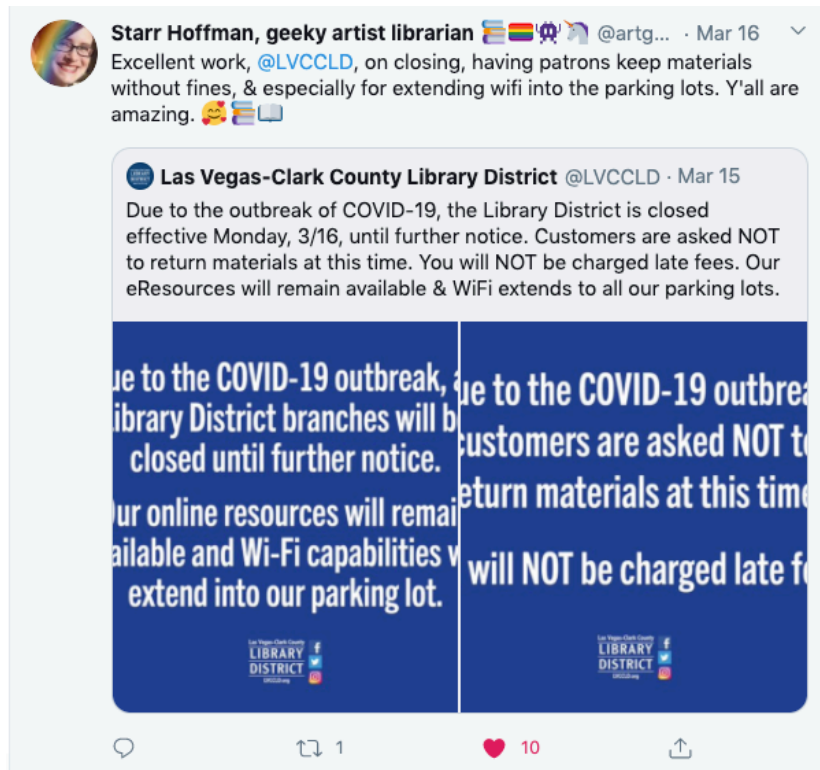 Starr Hoffman, geeky artist librarian 📚🏳️‍🌈👾🦄 @artg... · Mar 16
Excellent work, @LVCCLD, on closing, having patrons keep materials
without fines, & especially for extending wifi into the parking lots. Y'all are
amazing. 🥰📚📖
Las Vegas-Clark County Library District @LVCCLD · Mar 15
Due to the outbreak of COVID-19, the Library District is closed
effective Monday, 3/16, until further notice. Customers are asked NOT
to return materials at this time. You will NOT be charged late fees. Our
eResources will remain available & WiFi extends to all our parking lots.
ue to the COVID-19 outbreak, a
ibrary District branches will b
closed until further notice.
ur online resources will remai
ailable and Wi-Fi capabilities w
extend into our parking lot.
Las Vegas-Clark County
LIBRARY
DISTRICT
LVCCLD.org
ue to the COVID-19 outbrea
customers are asked NOT to
eturn materials at this time
will NOT be charged late fe
Las Vegas-Clark County
LIBRARY
DISTRICT
LVCCLD.org
1
10